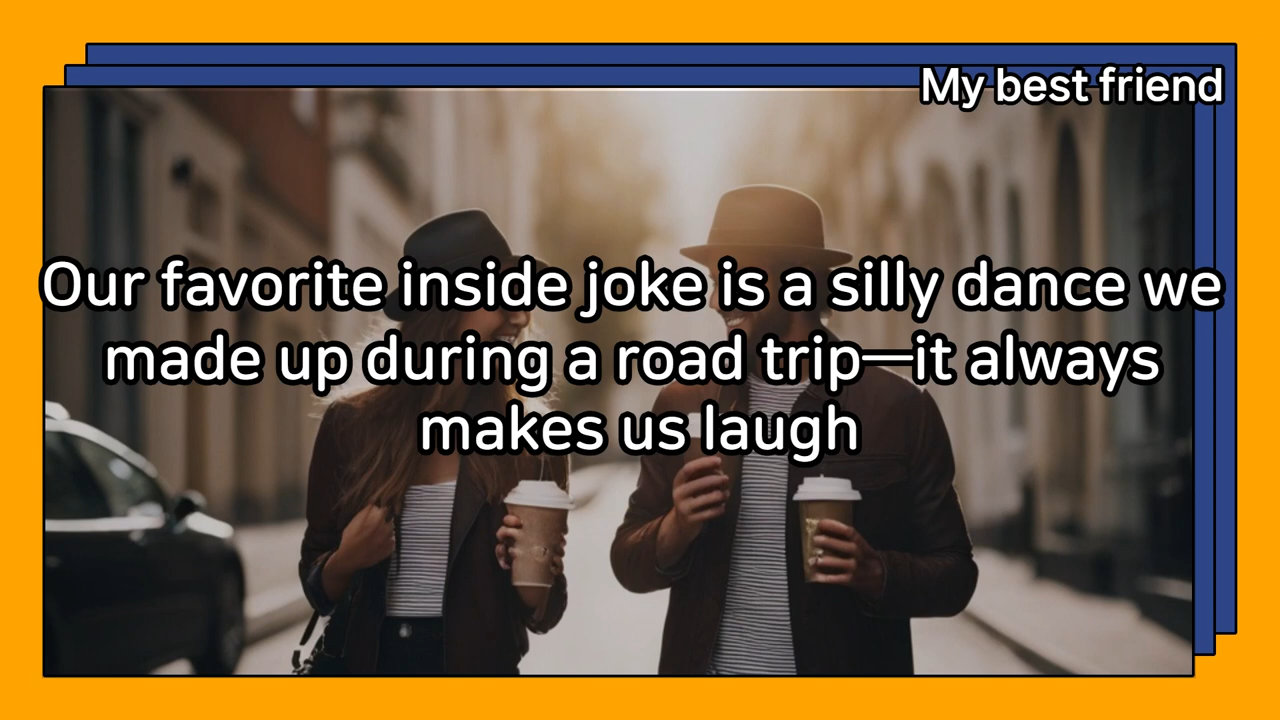 My best friend
Our favorite inside joke is a silly dance we
made up during a road trip—it always
makes us laugh